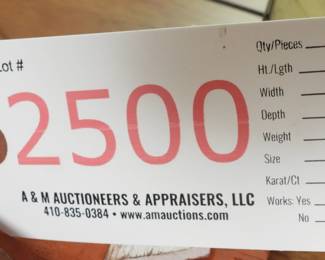 Lot #
2500
A & M AUCTIONEERS & APPRAISERS, LLC
410-835-0384 • www.amauctions.com
Qty/Pieces
Ht./Lgth
Width
Depth
Weight
Size
Karat/Ct
Works: Yes
No